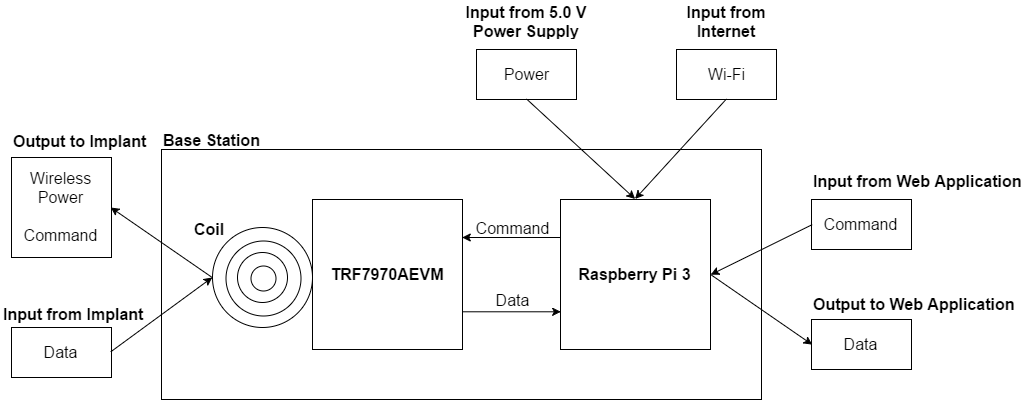 Input from 5.0 V
Power Supply
Power
Input from
Internet
Wi-Fi
Output to Implant
Wireless
Power
Command
Base Station
Coil
TRF7970AEVM
Command
Data
Raspberry Pi 3
Input from Web Application
Command
Output to Web Application
Data
Input from Implant
Data